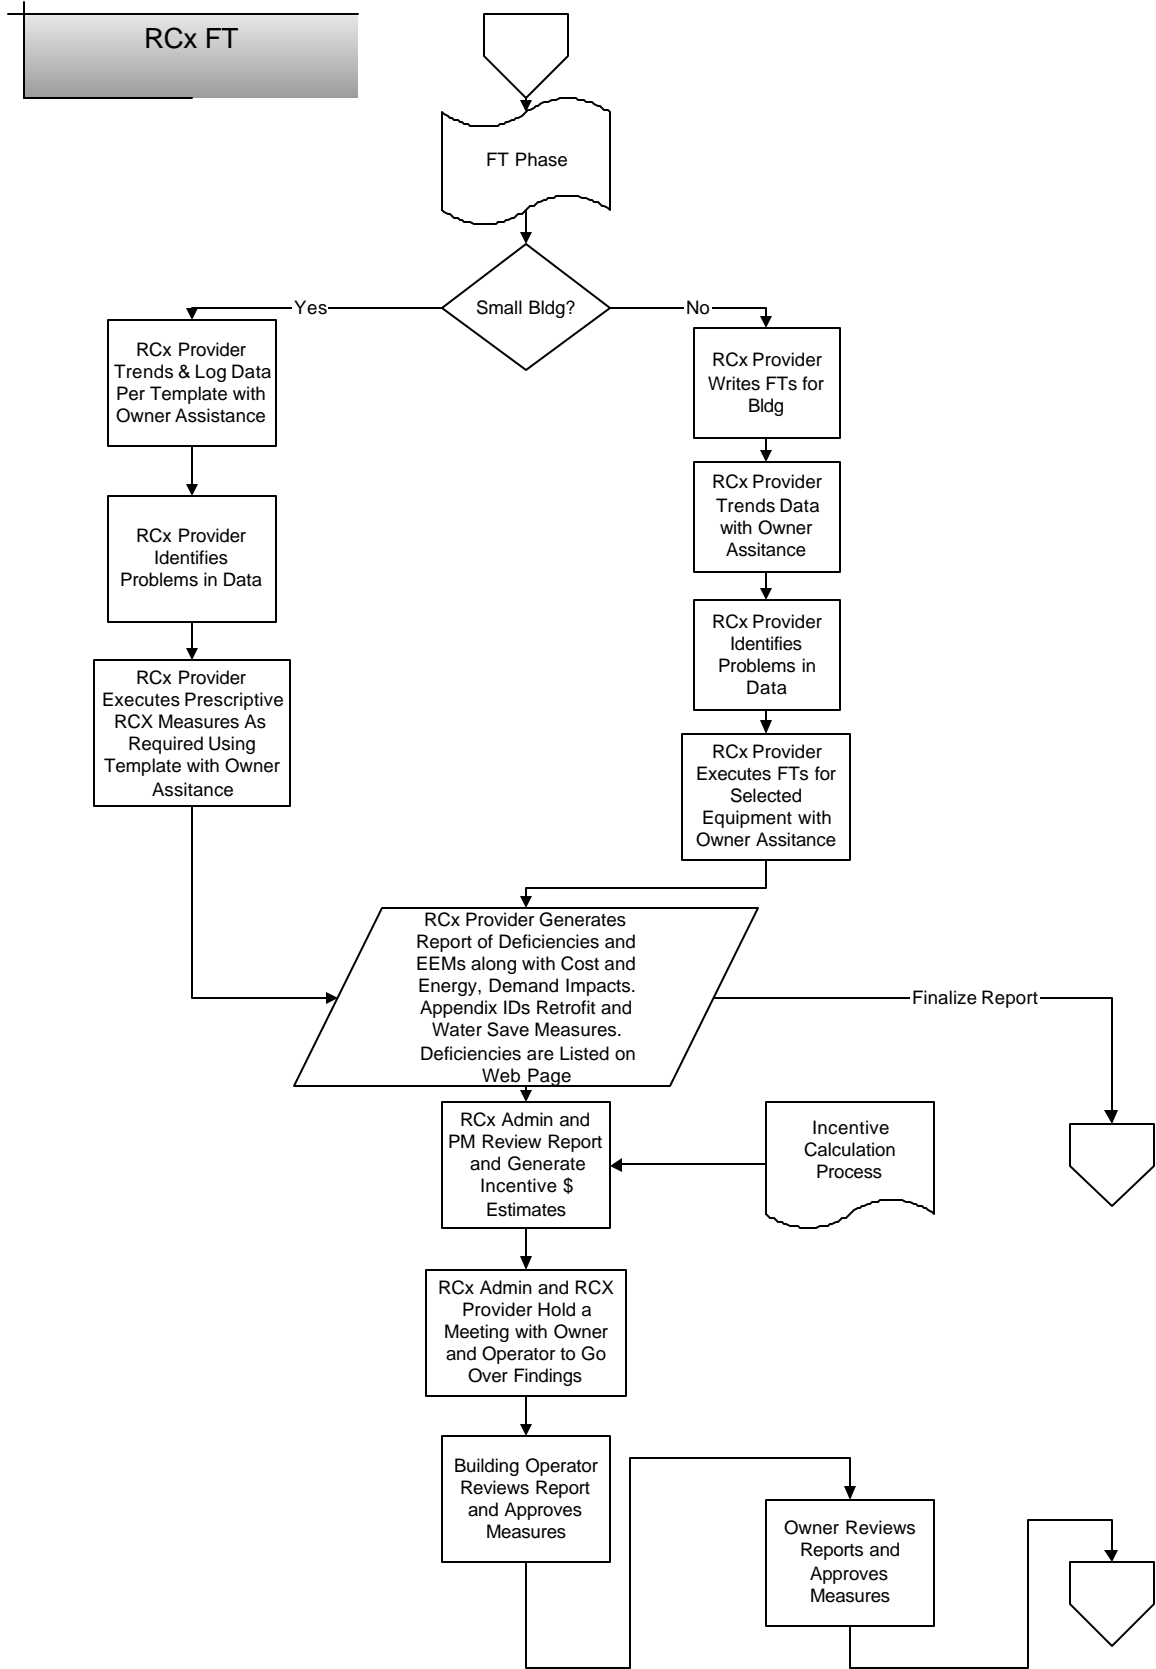 RCx FT
FT Phase
Small Bldg?
Yes
No
RCx Provider
Trends & Log Data
Per Template with
Owner Assistance
RCx Provider
Identifies
Problems in Data
RCx Provider
Executes Prescriptive
RCX Measures As
Required Using
Template with Owner
Assitance
RCx Provider
Writes FTs for
Bldg
RCx Provider
Trends Data
with Owner
Assitance
RCx Provider
Identifies
Problems in
Data
RCx Provider
Executes FTs for
Selected
Equipment with
Owner Assitance
RCx Provider Generates
Report of Deficiencies and
EEMs along with Cost and
Energy, Demand Impacts.
Appendix IDs Retrofit and
Water Save Measures.
Deficiencies are Listed on
Web Page
Finalize Report
RCx Admin and
PM Review Report
and Generate
Incentive $
Estimates
Incentive
Calculation
Process
RCx Admin and RCX
Provider Hold a
Meeting with Owner
and Operator to Go
Over Findings
Building Operator
Reviews Report
and Approves
Measures
Owner Reviews
Reports and
Approves
Measures